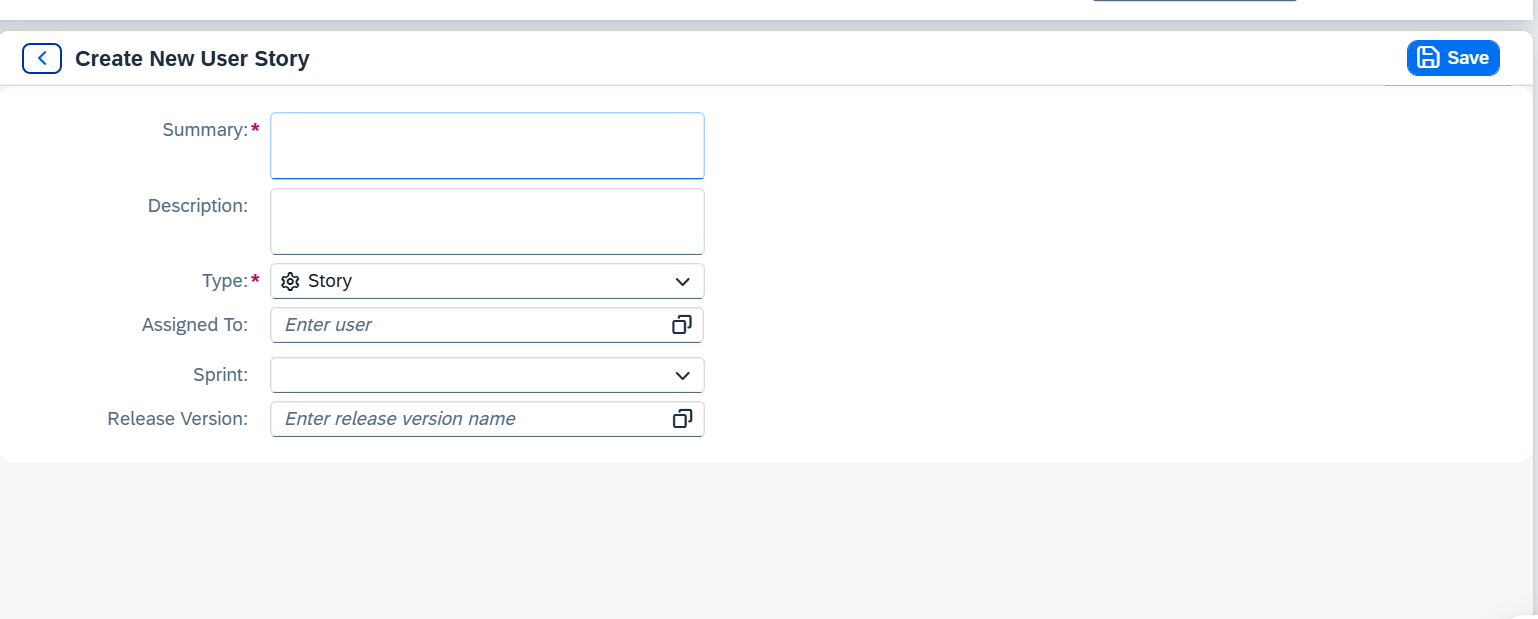 Create New User Story
Save
Summary:*
Description:
Type:* Story
Assigned To: Enter user
Sprint:
Release Version: Enter release version name